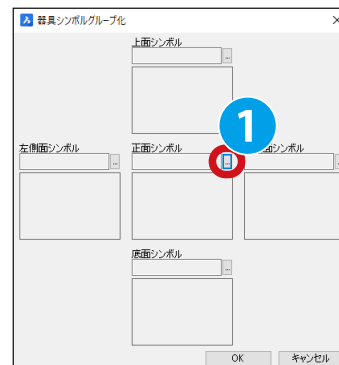 器具シンボルグループ化
上面シンボル
...
1
左側面シンボル
正面シンボル
面シンボル
...
...
底面シンボル
...
OK
キャンセル